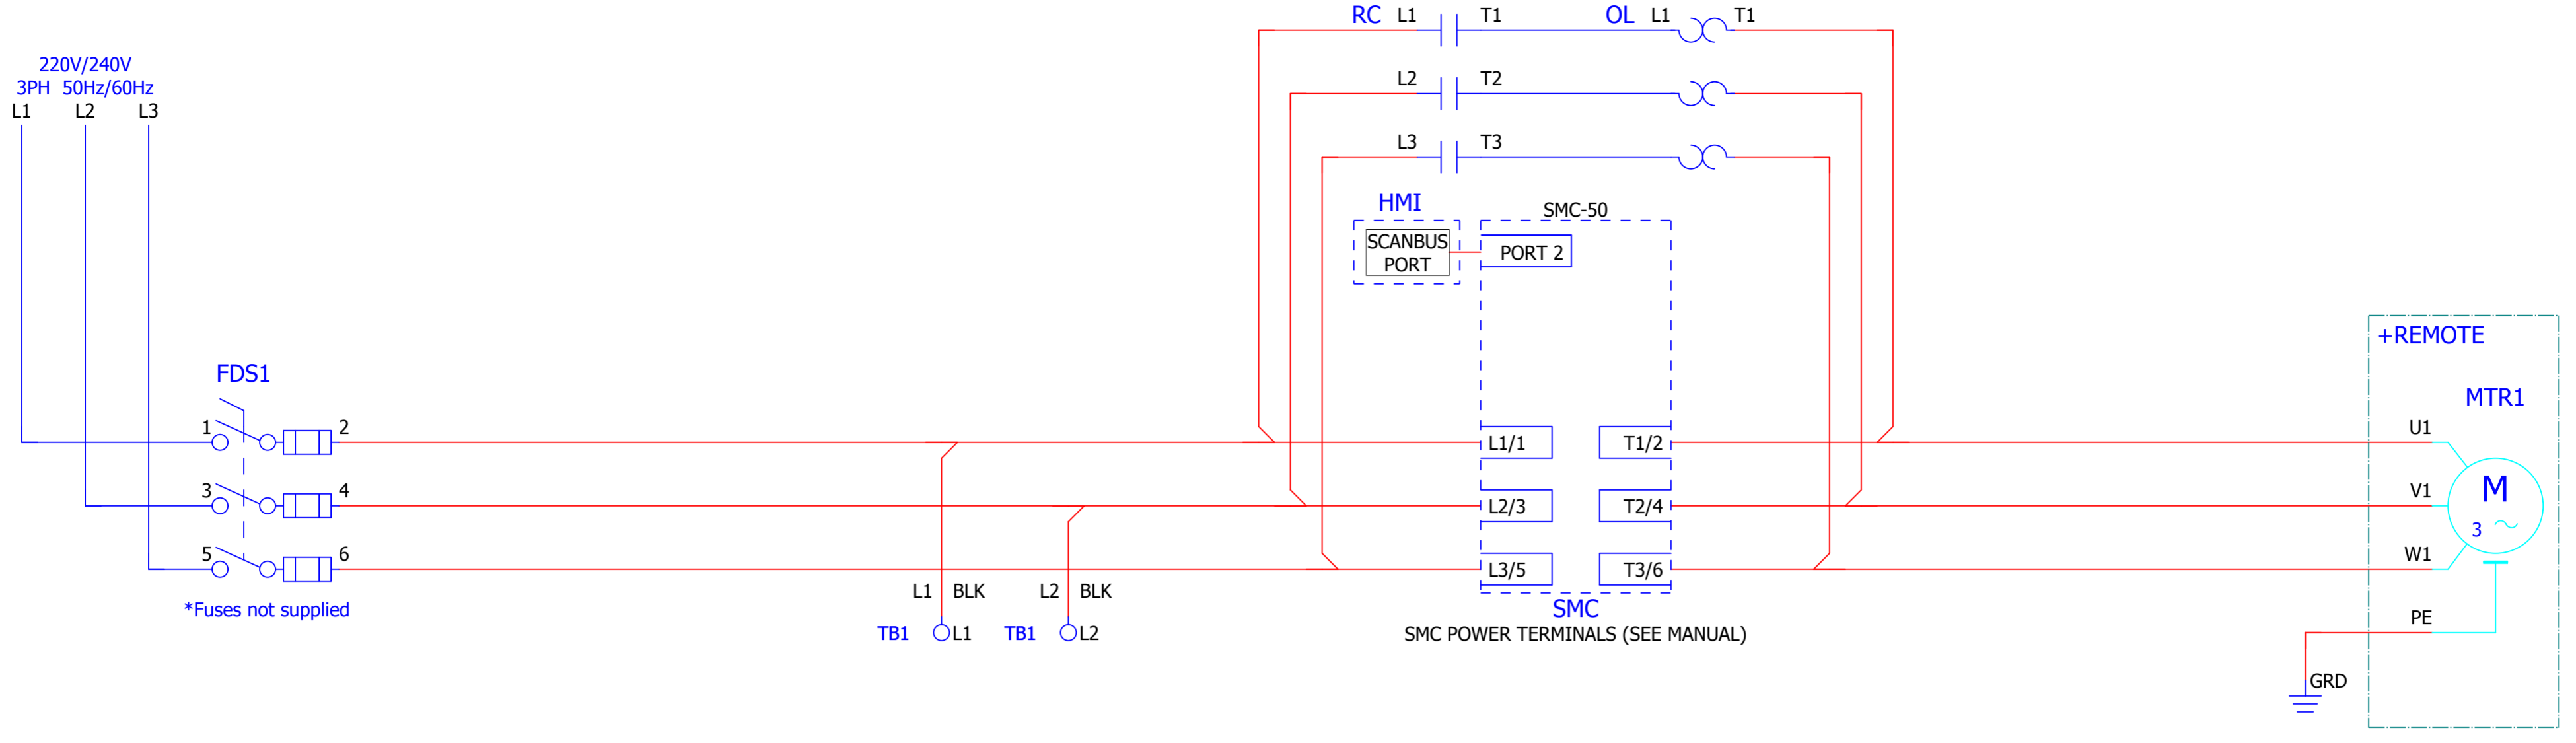 RC L1 T1 OL L1 T1
220V/240V
3PH 50Hz/60Hz
L1 L2 L3
L2 T2
L3 T3
HMI
SCANBUS
PORT
SMC-50
PORT 2
+REMOTE
MTR1
FDS1
1 2
3 4
5 6
*Fuses not supplied
L1/1 T1/2
L2/3 T2/4
L3/5 T3/6
U1
V1
W1
M
3
PE
GRD
L1 BLK L2 BLK
TB1 L1 TB1 L2
SMC
SMC POWER TERMINALS (SEE MANUAL)